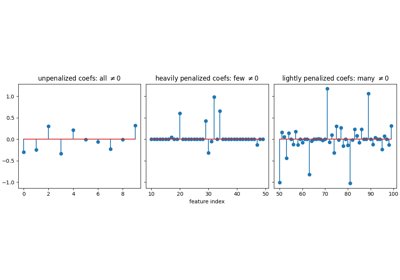 unpenalized coefs: all ≠0
heavily penalized coefs: few ≠0
lightly penalized coefs: many ≠0
1.0
0.5
0.0
−0.5
−1.0
0 2 4 6 8
10 20 30 40 50
50 60 70 80 90 100
feature index